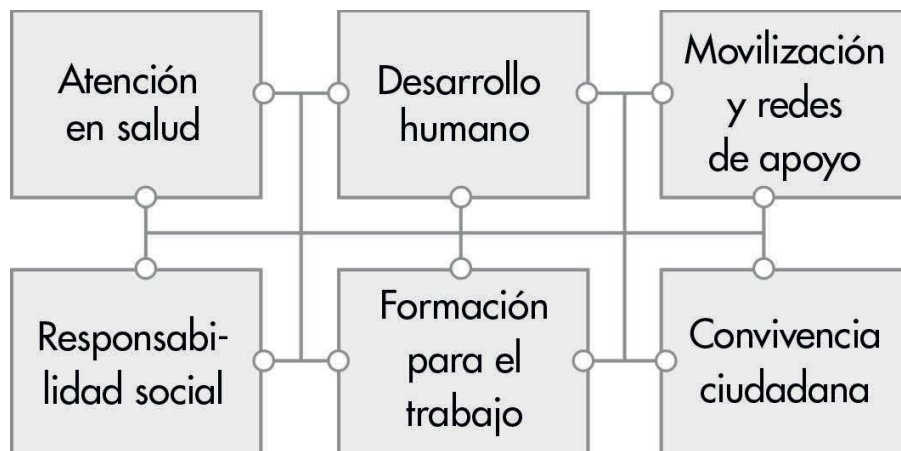 Atención
en salud
Desarrollo
humano
Movilización
y redes
de apoyo
Responsabi-
lidad social
Formación
para el
trabajo
Convivencia
ciudadana